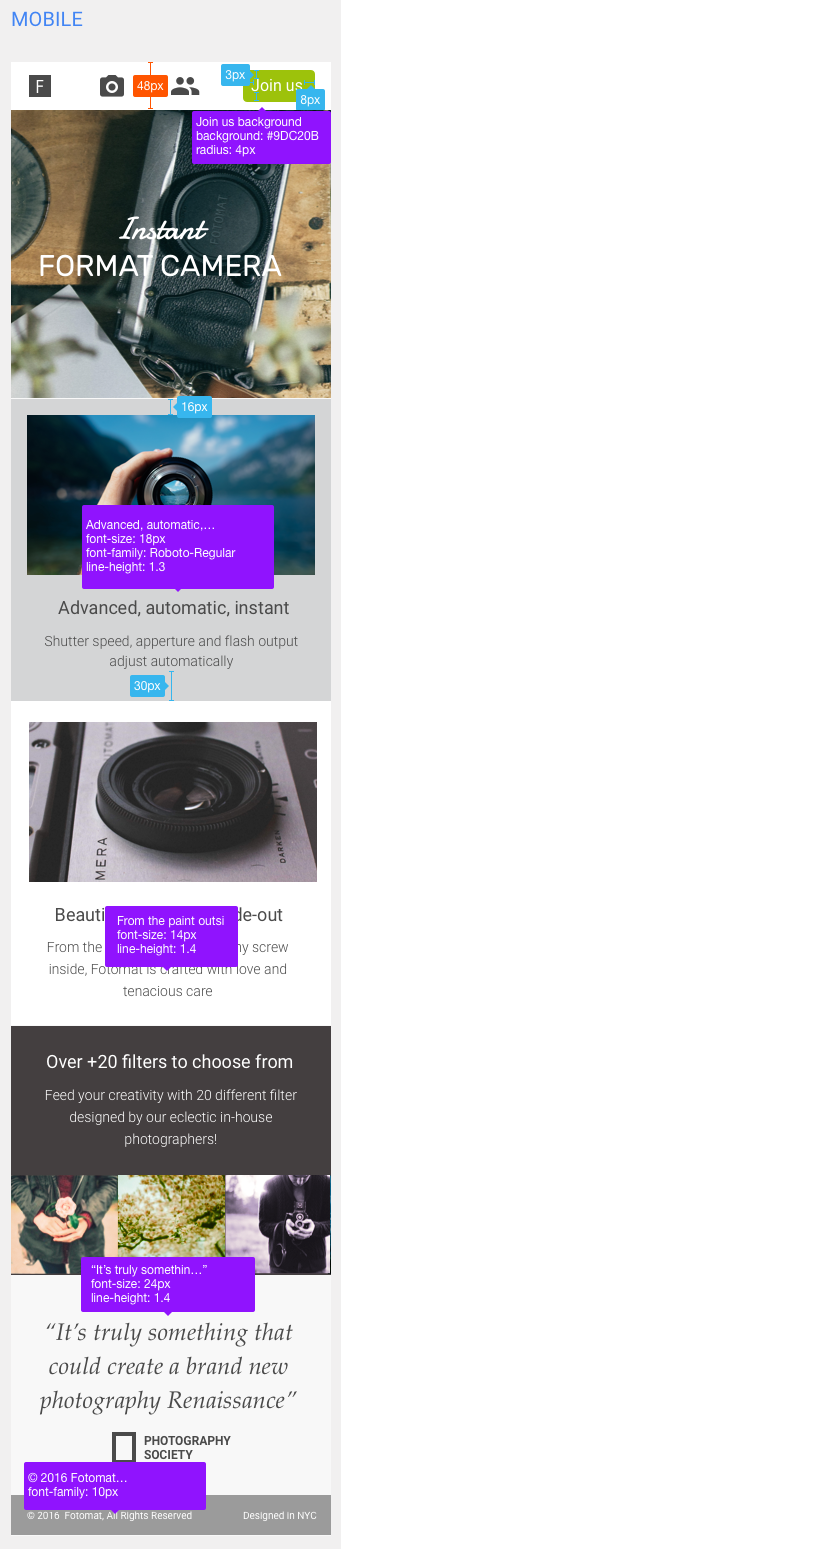 MOBILE
F
48px
3px
Join us
8px
Join us background
background: #9DC20B
radius: 4px
FOTOMAT
Instant
FORMAT CAMERA
16px
Advanced, automatic,...
font-size: 18px
font-family: Roboto-Regular
line-height: 1.3
Advanced, automatic, instant
Shutter speed, apperture and flash output
adjust automatically
30px
AUTOMAT
MERA
DARKEN
Beauti de-out
From the paint outsi
font-size: 14px
line-height: 1.4
From the ny screw
inside, Fotomat is crafted with love and
tenacious care
Over +20 filters to choose from
Feed your creativity with 20 different filter
designed by our eclectic in-house
photographers!
“It’s truly somethin...”
font-size: 24px
line-height: 1.4
“It’s truly something that
could create a brand new
photography Renaissance”
PHOTOGRAPHY
SOCIETY
© 2016 Fotomat...
font-family: 10px
© 2016 Fotomat, All Rights Reserved
Designed in NYC